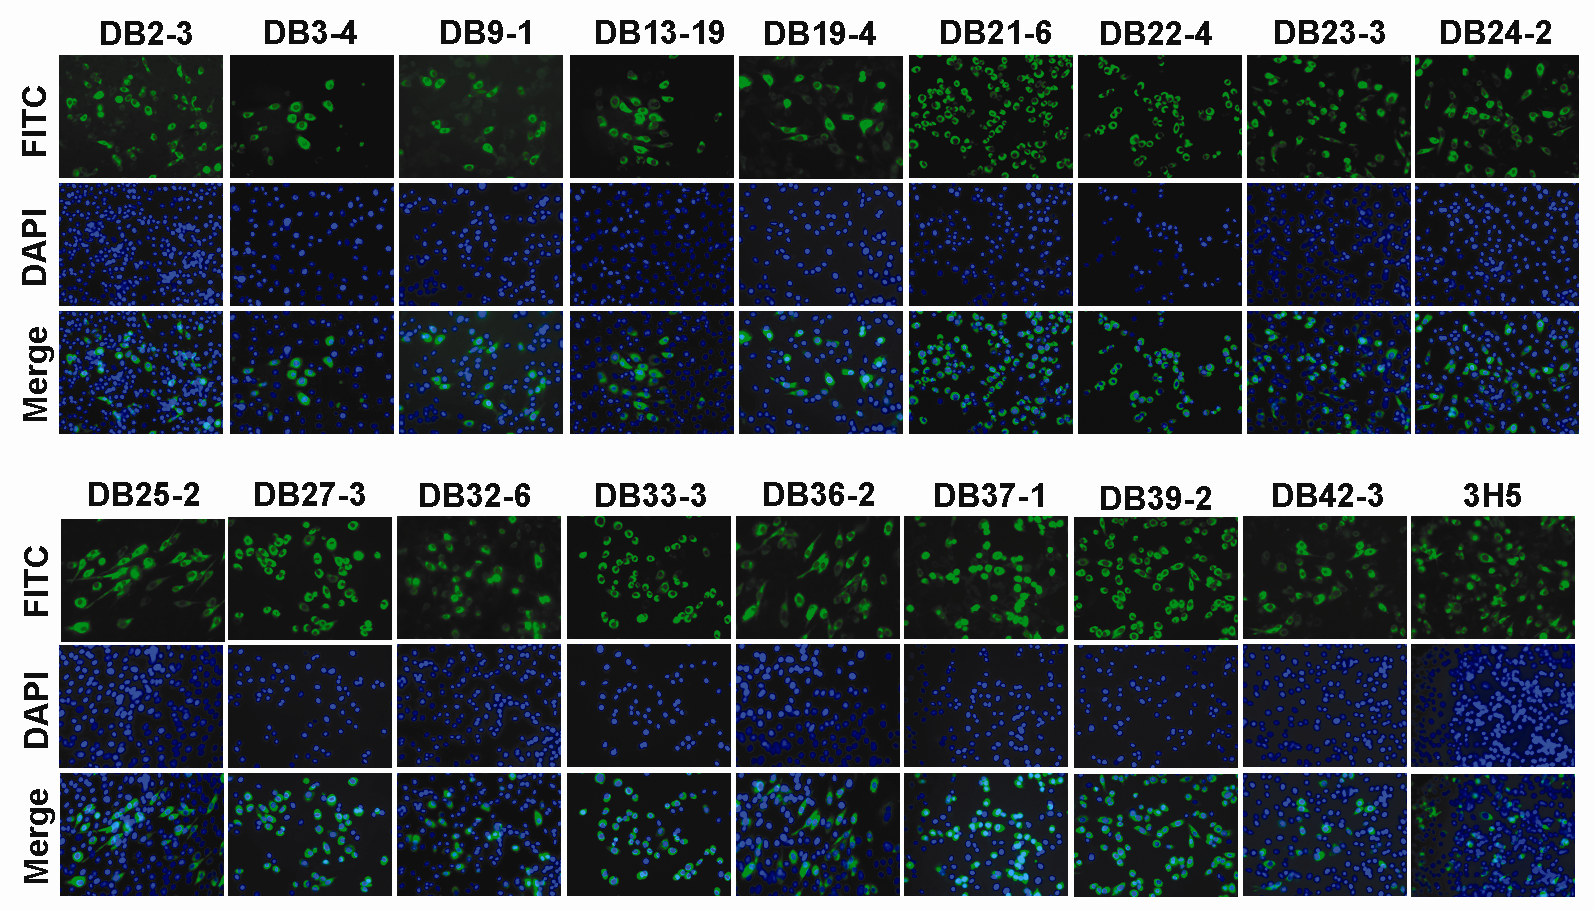 DB2-3 DB3-4 DB9-1 DB13-19 DB19-4 DB21-6 DB22-4 DB23-3 DB24-2
FITC
DAPI
Merge
DB25-2 DB27-3 DB32-6 DB33-3 DB36-2 DB37-1 DB39-2 DB42-3 3H5
FITC
DAPI
Merge